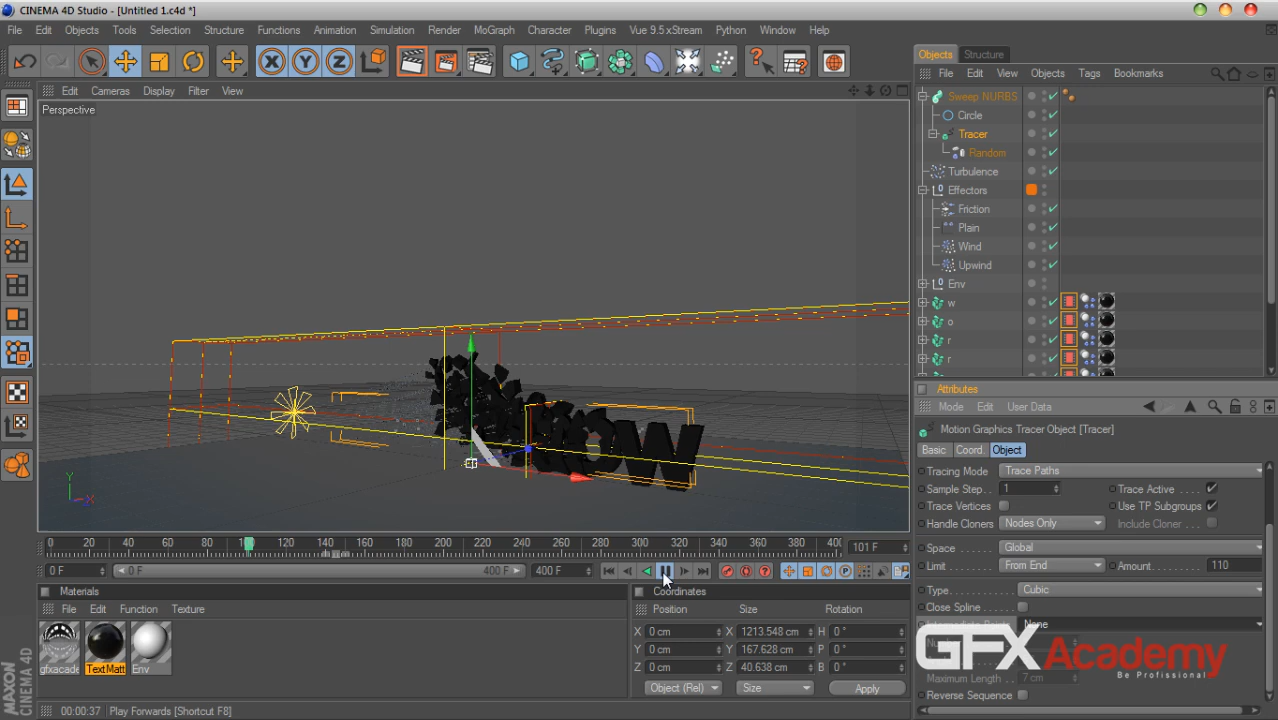 CINEMA 4D Studio - [Untitled 1.c4d *]
File Edit Objects Tools Selection Structure Functions Animation Simulation Render MoGraph Character Plugins Vue 9.5 xStream Python Window Help
Objects Structure
File Edit View Objects Tags Bookmarks
Edit Cameras Display Filter View
Perspective
Sweep NURBS
Circle
Tracer
Random
Turbulence
Effectors
Friction
Plain
Wind
Upwind
Env
w
o
r
r
Y
X
Attributes
Mode Edit User Data
Motion Graphics Tracer Object [Tracer]
Basic Coord. Object
Tracing Mode Trace Paths
Sample Step . . 1 Trace Active . . . .
Trace Vertices Use TP Subgroups
Handle Cloners Nodes Only Include Cloner . .
Space . . . . . Global
Limit . . . . . From End Amount . . . 110
Type . . . . . . Cubic
Close Spline . . .
None
GFXAcademy
Be Professional
Maximum Length . 7 cm
Reverse Sequence
0 20 40 60 80 100 120 140 160 180 200 220 240 260 280 300 320 340 360 380 400 101 F
0 F 0 F 400 F 400 F
Materials
File Edit Function Texture
gfxacade TextMatt Env
Coordinates
Position Size Rotation
X 0 cm X 1213.548 cm H 0 °
Y 0 cm Y 167.628 cm P 0 °
Z 0 cm Z 40.638 cm B 0 °
Object (Rel) Size Apply
MAXON
CINEMA 4D
00:00:37 Play Forwards [Shortcut F8]